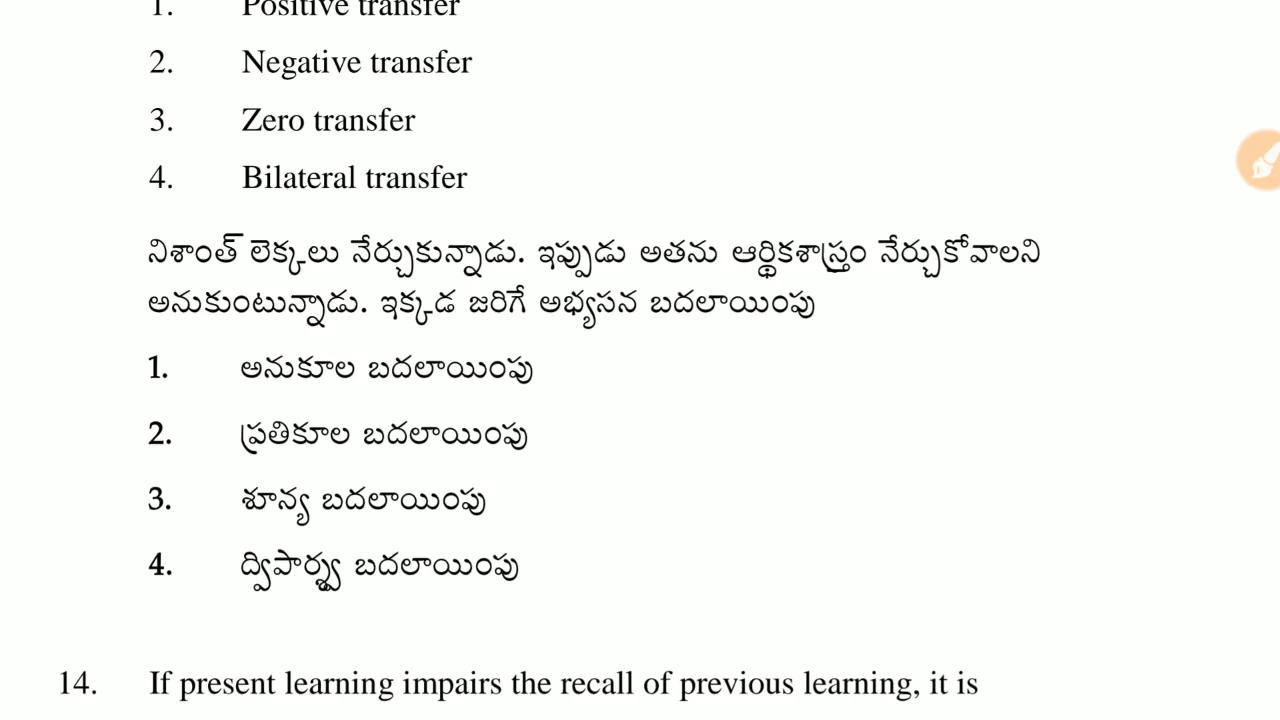 1. Positive transfer
2. Negative transfer
3. Zero transfer
4. Bilateral transfer
నిశాంత్ లెక్కలు నేర్చుకున్నాడు. ఇప్పుడు అతను ఆర్థికశాస్త్రం నేర్చుకోవాలని
అనుకుంటున్నాడు. ఇక్కడ జరిగే అభ్యసన బదలాయింపు
1. అనుకూల బదలాయింపు
2. ప్రతికూల బదలాయింపు
3. శూన్య బదలాయింపు
4. ద్విపార్శ్వ బదలాయింపు
14. If present learning impairs the recall of previous learning, it is